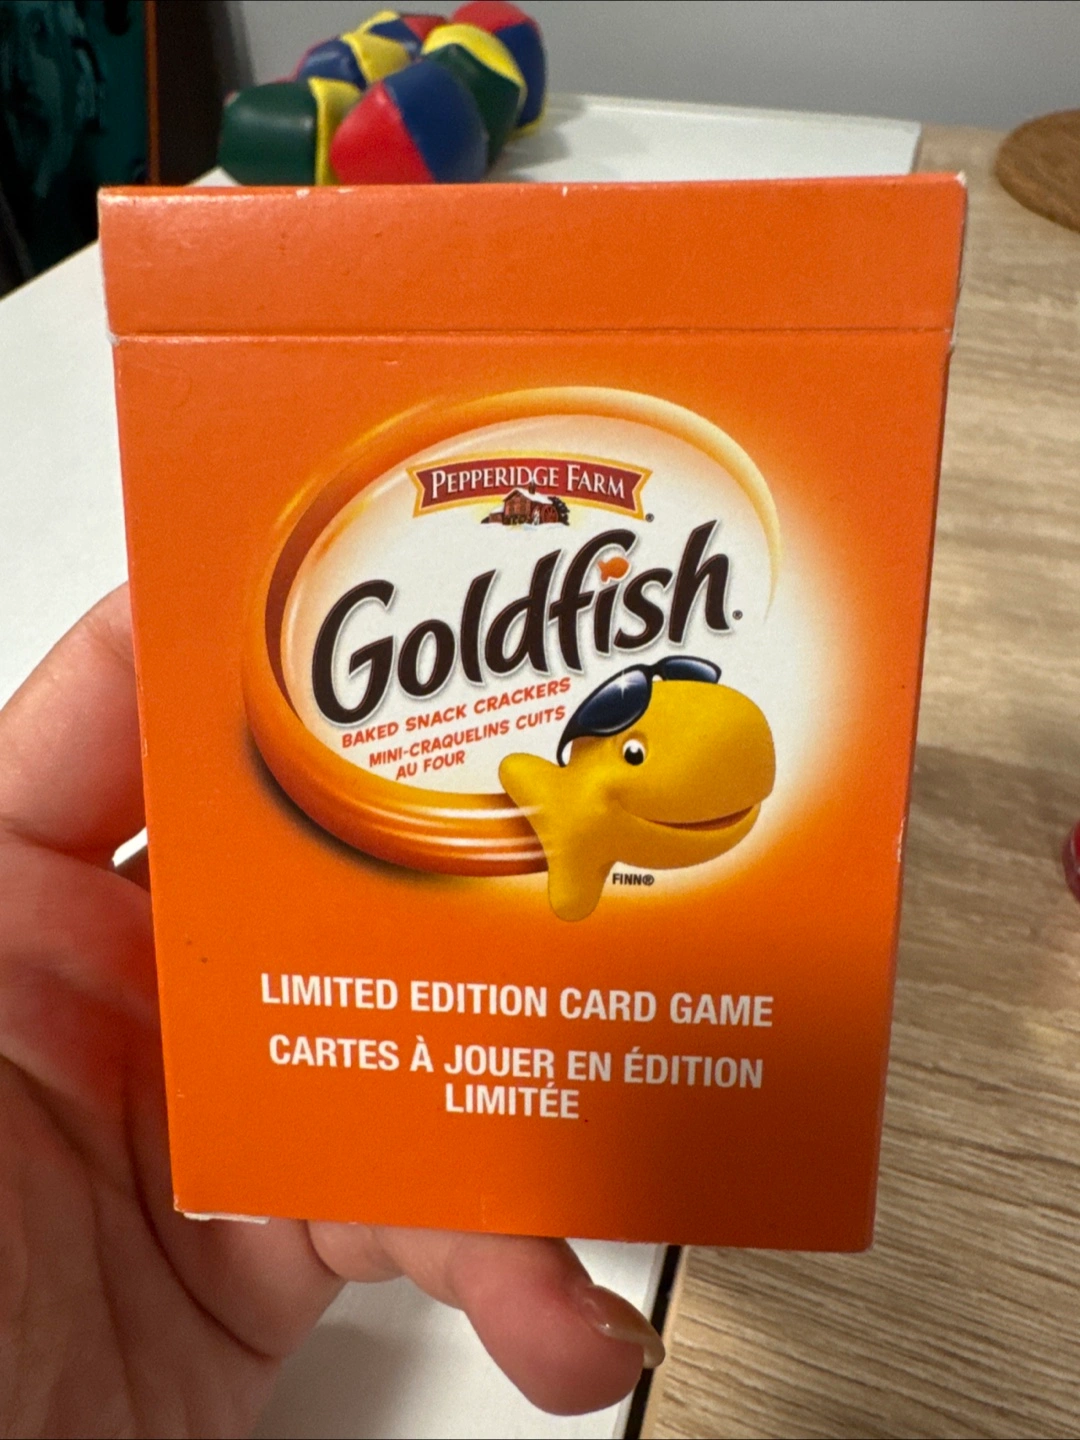 PEPPERIDGE FARM®
Goldfish®
BAKED SNACK CRACKERS
MINI-CRAQUELINS CUITS
AU FOUR
FINN®
LIMITED EDITION CARD GAME
CARTES À JOUER EN ÉDITION
LIMITÉE